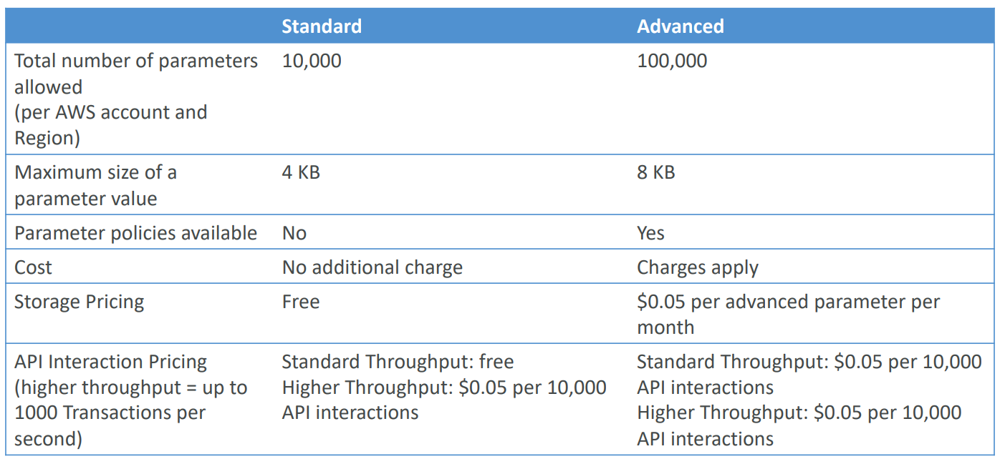 Standard Advanced
Total number of parameters 10,000 100,000
allowed
(per AWS account and
Region)
Maximum size of a 4 KB 8 KB
parameter value
Parameter policies available No Yes
Cost No additional charge Charges apply
Storage Pricing Free $0.05 per advanced parameter per
month
API Interaction Pricing Standard Throughput: free Standard Throughput: $0.05 per 10,000
(higher throughput = up to Higher Throughput: $0.05 per 10,000 API interactions
1000 Transactions per API interactions Higher Throughput: $0.05 per 10,000
second) API interactions